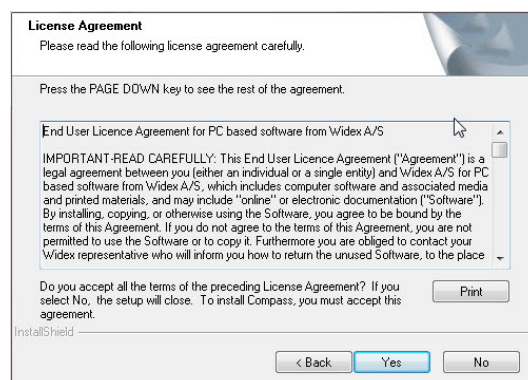 License Agreement
Please read the following license agreement carefully.
Press the PAGE DOWN key to see the rest of the agreement.
End User Licence Agreement for PC based software from Widex A/S
IMPORTANT-READ CAREFULLY: This End User Licence Agreement ("Agreement") is a
legal agreement between you (either an individual or a single entity) and Widex A/S for PC
based software from Widex A/S, which includes computer software and associated media
and printed materials, and may include "online" or electronic documentation ("Software").
By installing, copying, or otherwise using the Software, you agree to be bound by the
terms of this Agreement. If you do not agree to the terms of this Agreement, you are not
permitted to use the Software or to copy it. Furthermore you are obliged to contact your
Widex representative who will inform you how to return the unused Software, to the place
Do you accept all the terms of the preceding License Agreement? If you
select No, the setup will close. To install Compass, you must accept this
agreement.
Print
InstallShield
< Back
Yes
No